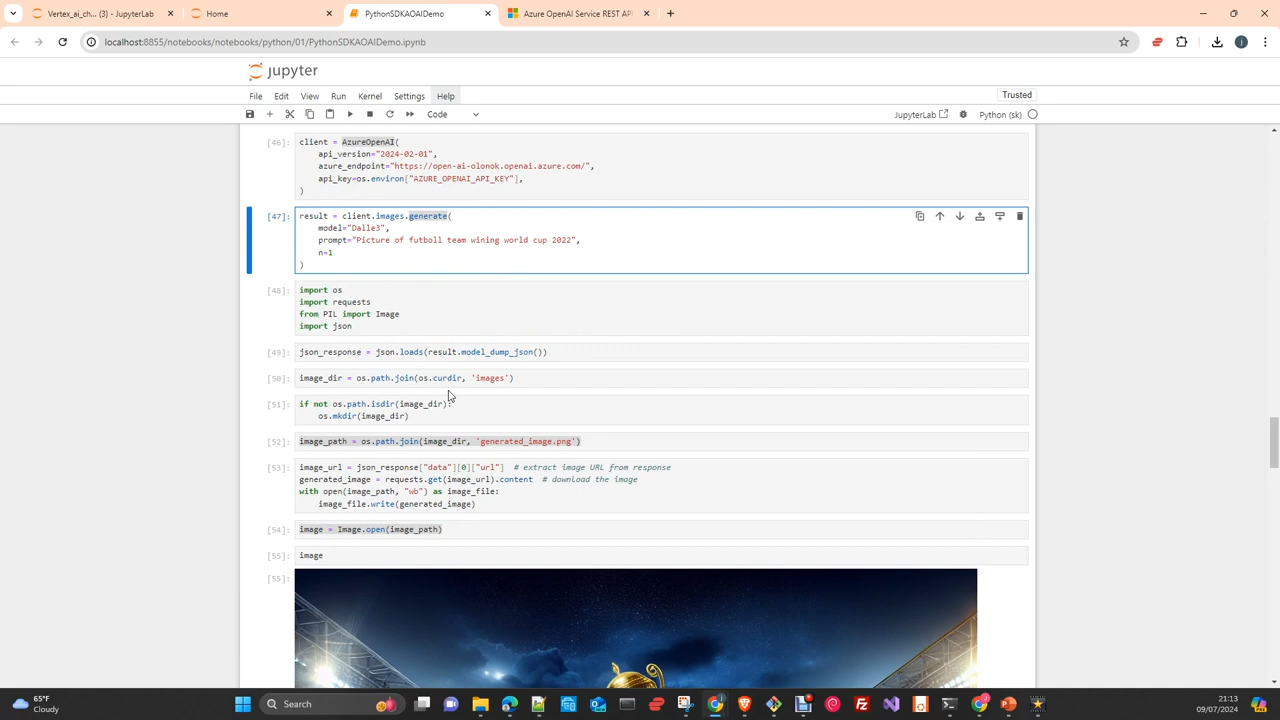 Vertex_ai_ch... (3) - JupyterLab
Home
PythonSDKAOAIDemo
Azure OpenAI Service REST API
localhost:8855/notebooks/notebooks/python/01/PythonSDKAOAIDemo.ipynb
jupyter
File Edit View Run Kernel Settings Help
Trusted
Code
JupyterLab
Python (sk)
[46]: client = AzureOpenAI(
api_version="2024-02-01",
azure_endpoint="https://open-ai-olonok.openai.azure.com/",
api_key=os.environ["AZURE_OPENAI_API_KEY"],
)
[47]: result = client.images.generate(
model="Dalle3",
prompt="Picture of futboll team wining world cup 2022",
n=1
)
[48]: import os
import requests
from PIL import Image
import json
[49]: json_response = json.loads(result.model_dump_json())
[50]: image_dir = os.path.join(os.curdir, 'images')
[51]: if not os.path.isdir(image_dir):
os.mkdir(image_dir)
[52]: image_path = os.path.join(image_dir, 'generated_image.png')
[53]: image_url = json_response["data"][0]["url"] # extract image URL from response
generated_image = requests.get(image_url).content # download the image
with open(image_path, "wb") as image_file:
image_file.write(generated_image)
[54]: image = Image.open(image_path)
[55]: image
[55]:
65°F
Cloudy
Search
21:13
09/07/2024